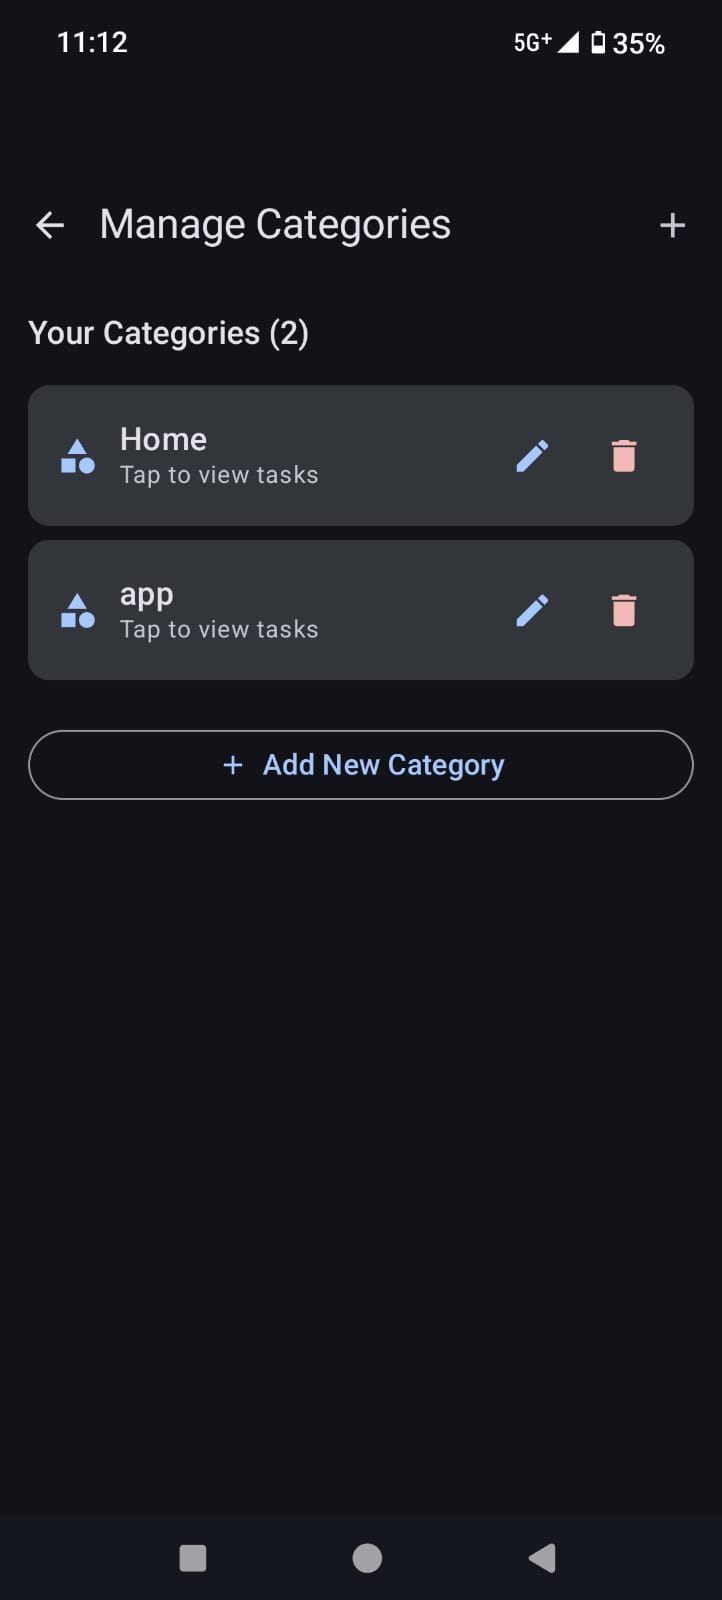 11:12 5G+ 35%
Manage Categories
Your Categories (2)
Home
Tap to view tasks
app
Tap to view tasks
+ Add New Category